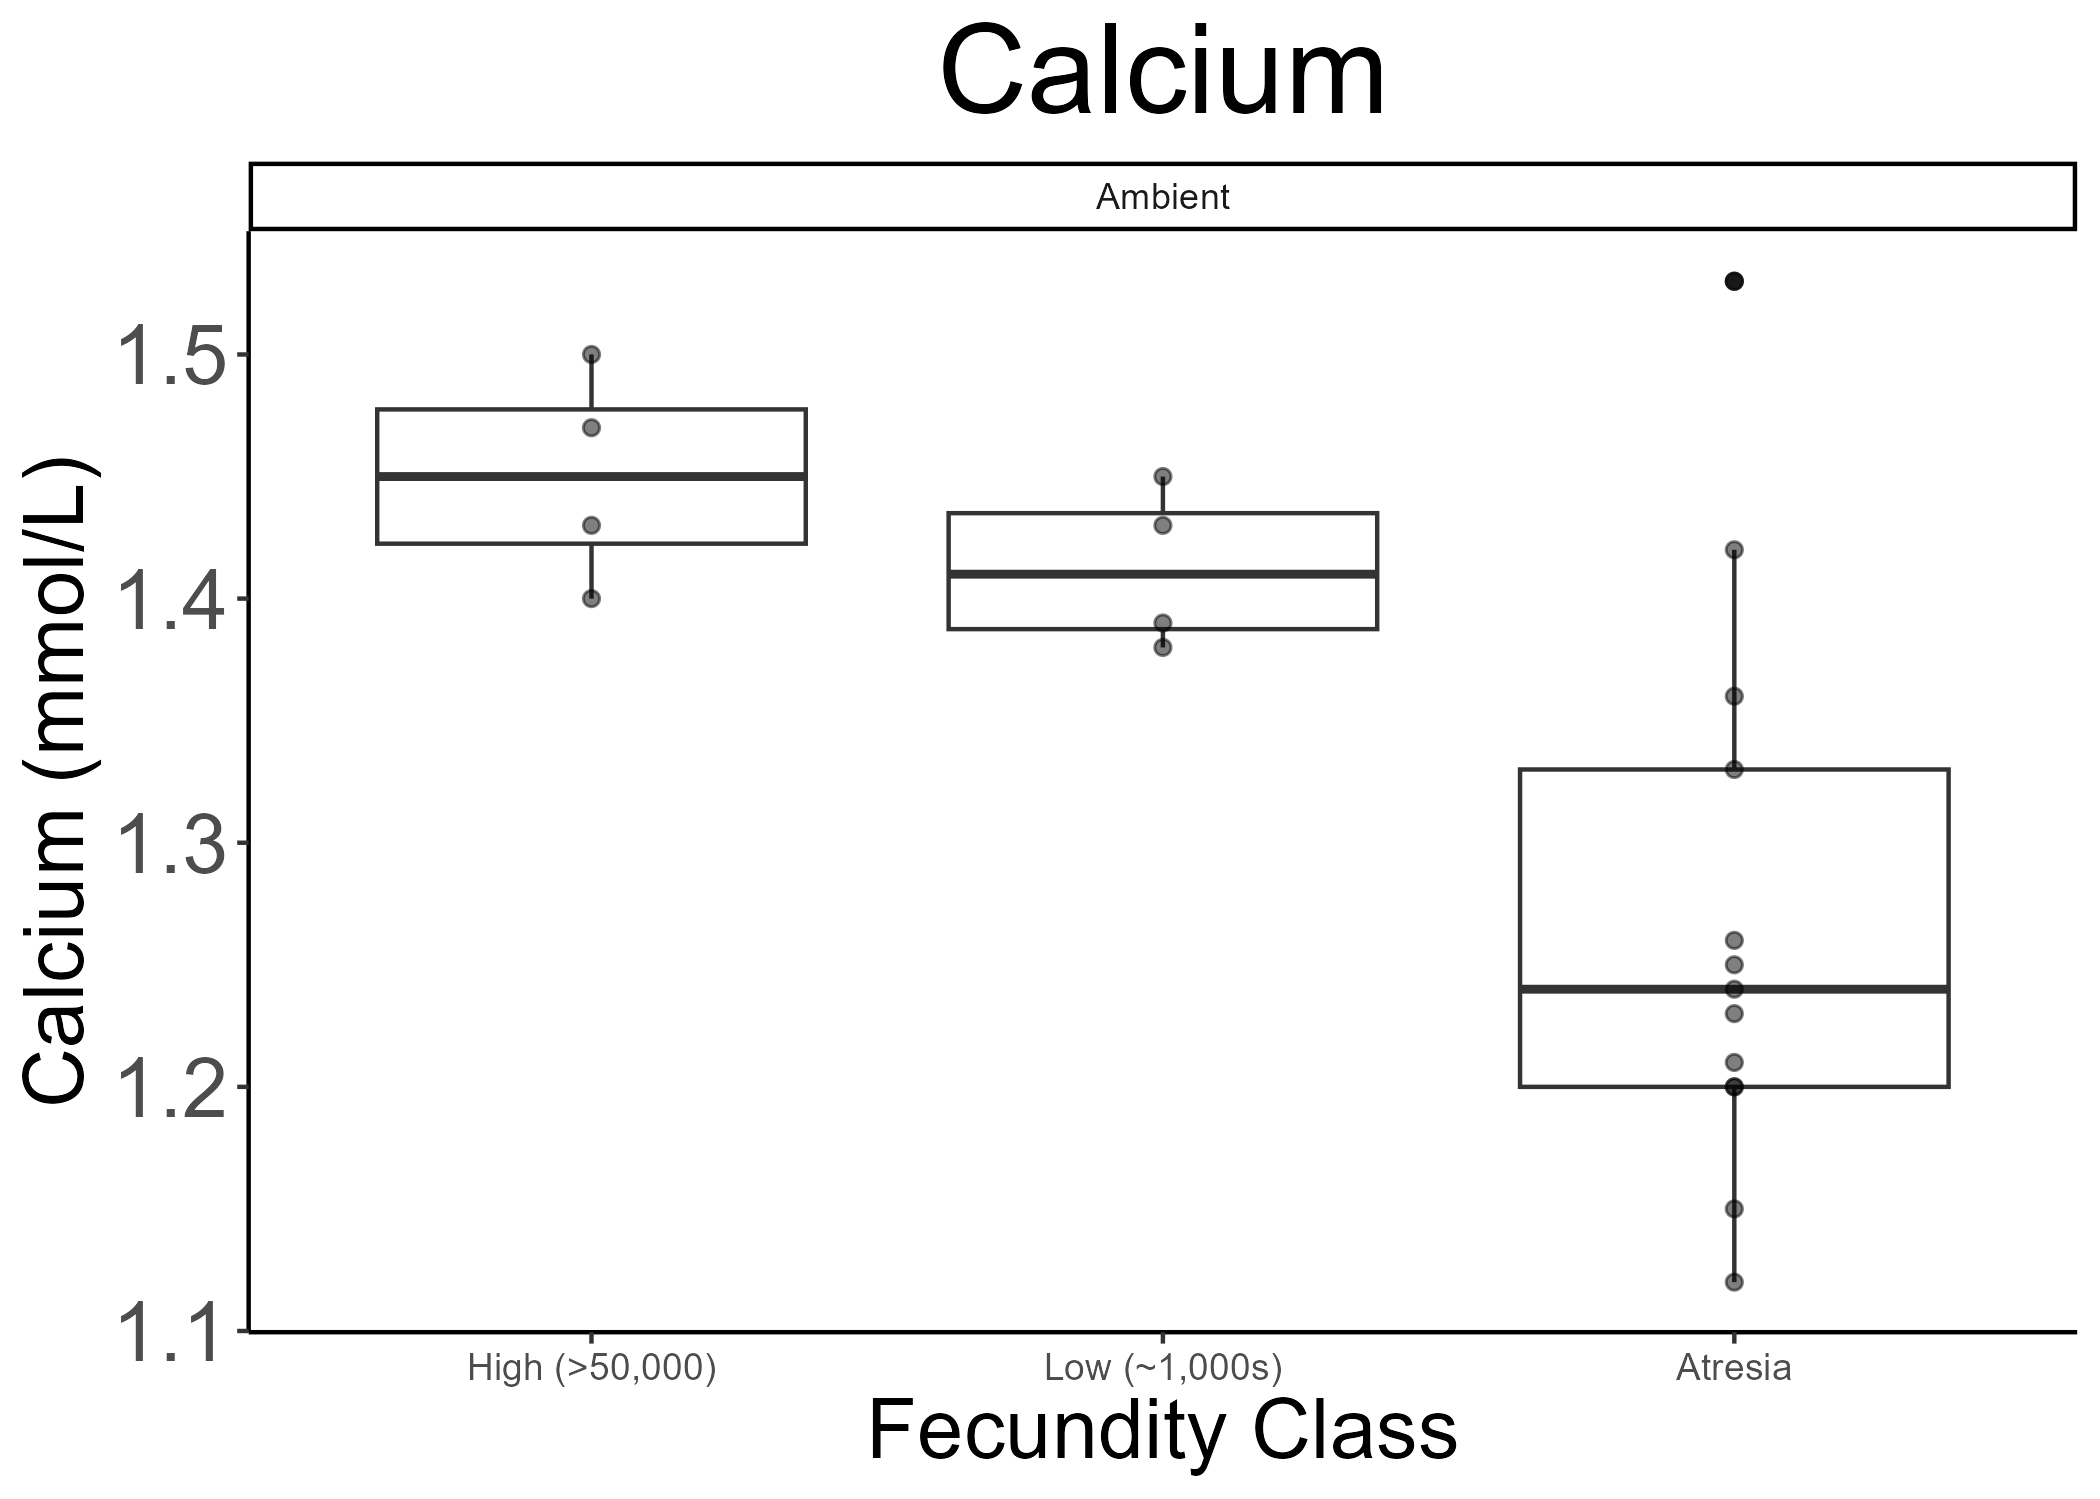 Calcium
Ambient
Calcium (mmol/L)
1.5
1.4
1.3
1.2
1.1
High (>50,000)
Low (~1,000s)
Atresia
Fecundity Class